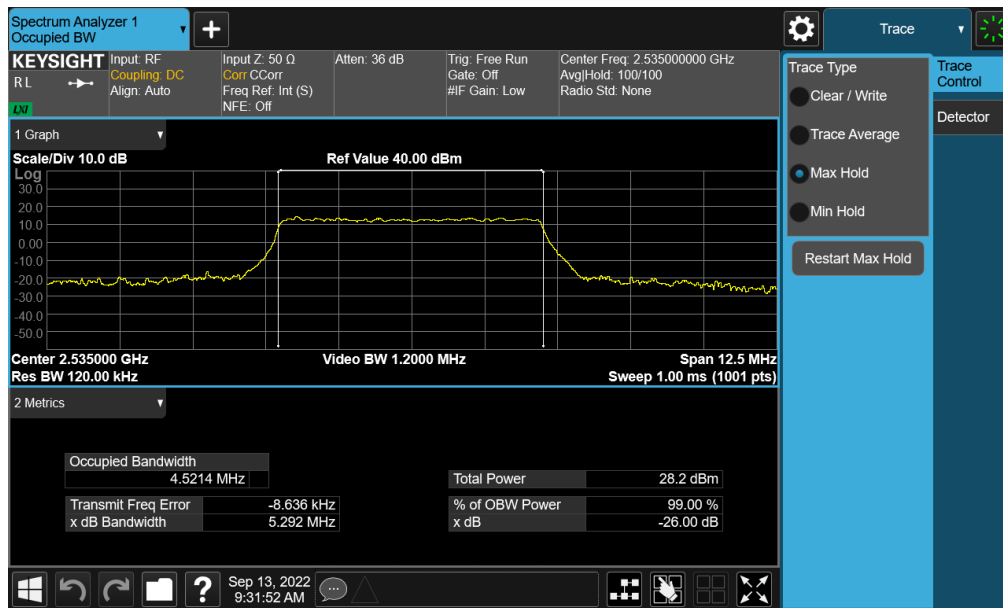 Spectrum Analyzer 1
Occupied BW
+
Trace
KEYSIGHT
R L
LXI
Input: RF
Coupling: DC
Align: Auto
Input Z: 50 Ω
Corr CCorr
Freq Ref: Int (S)
NFE: Off
Atten: 36 dB
Trig: Free Run
Gate: Off
#IF Gain: Low
Center Freq: 2.535000000 GHz
Avg|Hold: 100/100
Radio Std: None
Trace Type
Clear / Write
Trace Average
Max Hold
Min Hold
Restart Max Hold
Trace
Control
Detector
1 Graph
Scale/Div 10.0 dB
Ref Value 40.00 dBm
Log
30.0
20.0
10.0
0.00
-10.0
-20.0
-30.0
-40.0
-50.0
Center 2.535000 GHz
Video BW 1.2000 MHz
Span 12.5 MHz
Res BW 120.00 kHz
Sweep 1.00 ms (1001 pts)
2 Metrics
Occupied Bandwidth
4.5214 MHz
Total Power 28.2 dBm
Transmit Freq Error -8.636 kHz
% of OBW Power 99.00 %
x dB Bandwidth 5.292 MHz
x dB -26.00 dB
?
Sep 13, 2022
9:31:52 AM